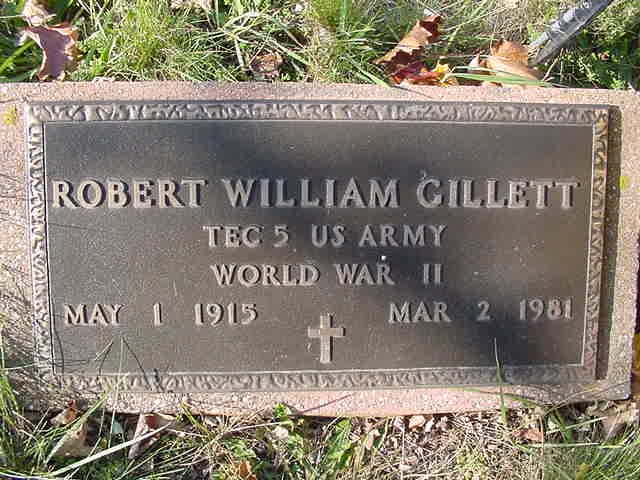 ROBERT WILLIAM GILLETT
TEC 5 US ARMY
WORLD WAR II
MAY 1 1915 MAR 2 1981